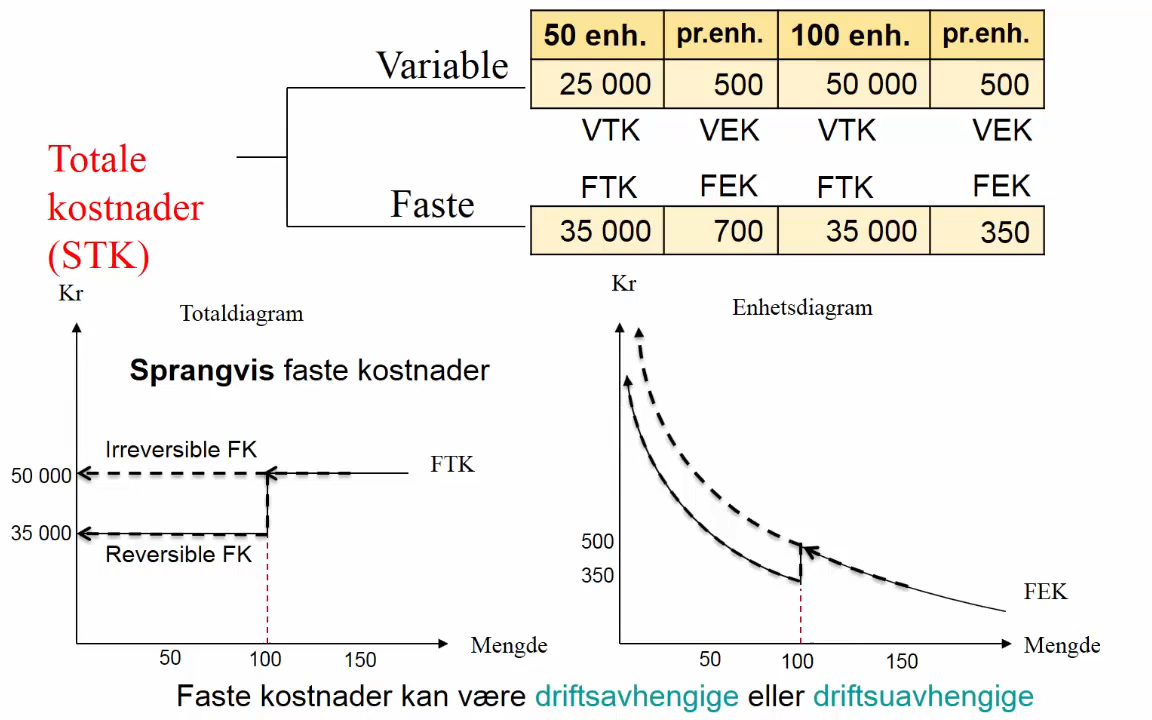 50 enh. pr.enh. 100 enh. pr.enh.
Variable 25 000 500 50 000 500
VTK VEK VTK VEK
Totale
kostnader
(STK)
FTK FEK FTK FEK
Faste 35 000 700 35 000 350
Kr
Totaldiagram
Sprangvis faste kostnader
Irreversible FK
FTK
50 000
35 000
Reversible FK
50 100 150
Mengde
Kr
Enhetsdiagram
500
350
FEK
50 100 150
Mengde
Faste kostnader kan være driftsavhengige eller driftsuavhengige